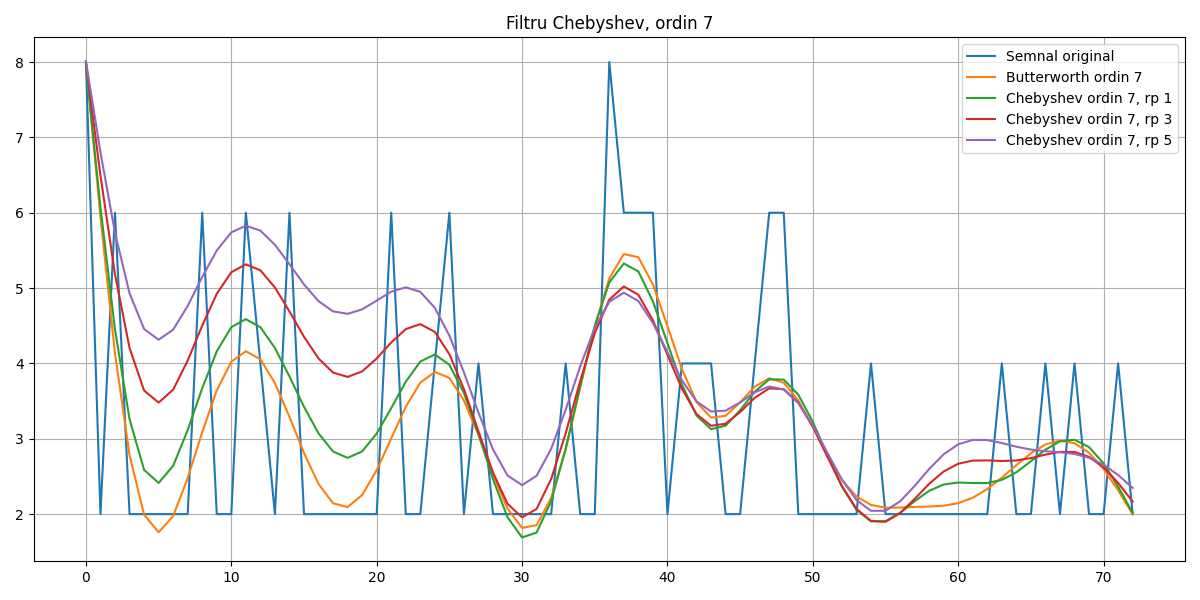 Filtru Chebyshev, ordin 7
Semnal original
Butterworth ordin 7
Chebyshev ordin 7, rp 1
Chebyshev ordin 7, rp 3
Chebyshev ordin 7, rp 5
8
7
6
5
4
3
2
0 10 20 30 40 50 60 70